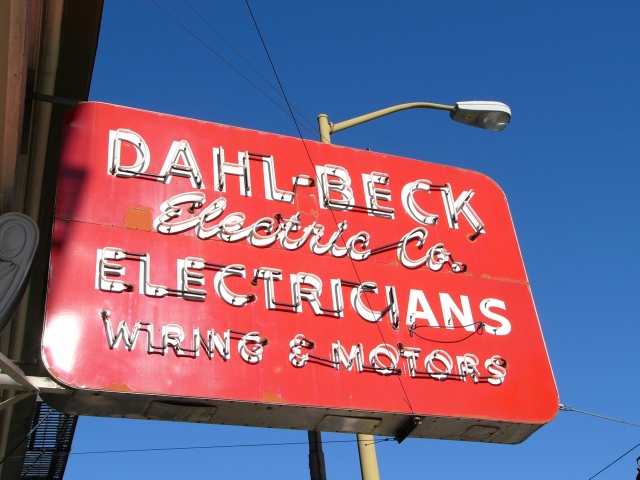 DAHL-BECK
Electric Co.
ELECTRICIANS
WIRING & MOTORS